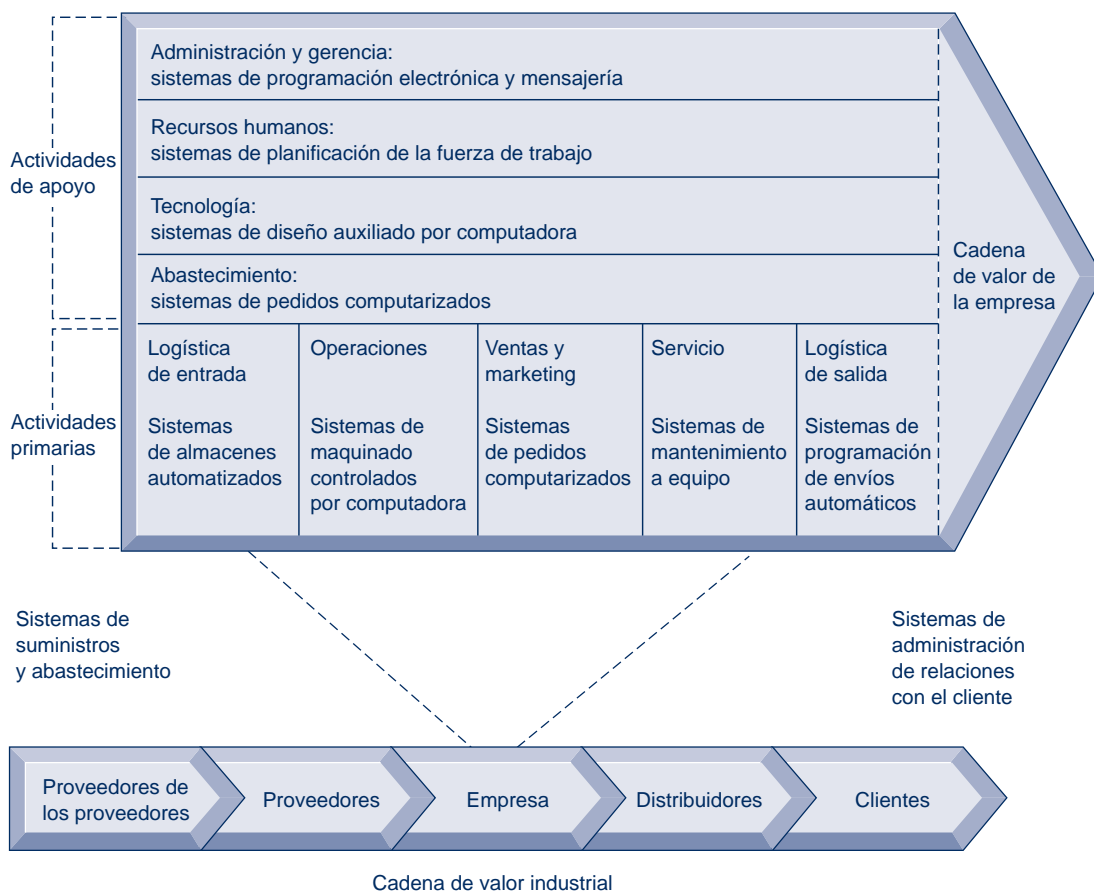 Administración y gerencia:
sistemas de programación electrónica y mensajería
Recursos humanos:
sistemas de planificación de la fuerza de trabajo
Actividades
de apoyo
Tecnología:
sistemas de diseño auxiliado por computadora
Abastecimiento:
sistemas de pedidos computarizados
Cadena
de valor de
la empresa
Actividades
primarias
Logística
de entrada
Sistemas
de almacenes
automatizados
Operaciones
Sistemas de
maquinado
controlados
por computadora
Ventas y
marketing
Sistemas
de pedidos
computarizados
Servicio
Sistemas de
mantenimiento
a equipo
Logística
de salida
Sistemas de
programación
de envíos
automáticos
Sistemas de
suministros
y abastecimiento
Sistemas de
administración
de relaciones
con el cliente
Proveedores de
los proveedores
Proveedores
Empresa
Distribuidores
Clientes
Cadena de valor industrial